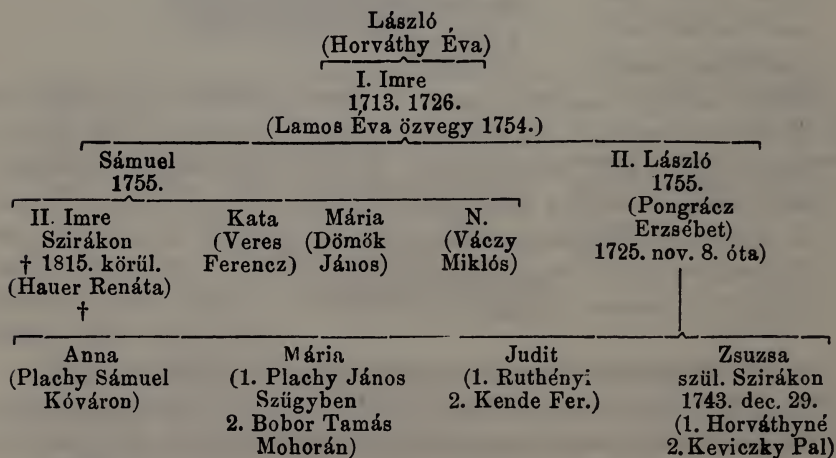 László
(Horváthy Éva)
I. Imre
1713. 1726.
(Lamos Éva özvegy 1754.)
Sámuel
1755.
II. László
1755.
(Pongrácz
Erzsébet)
1725. nov. 8. óta)
II. Imre
Szirákon
† 1815. körül.
(Hauer Renáta)
†
Kata
(Veres
Ferencz)
Mária
(Dömök
János)
N.
(Váczy
Miklós)
Anna
(Plachy Sámuel
Kóváron)
Mária
(1. Plachy János
Szügyben
2. Bobor Tamás
Mohorán)
Judit
(1. Ruthényi
2. Kende Fer.)
Zsuzsa
szül. Szirákon
1743. dec. 29.
(1. Horváthyné
2. Keviczky Pal)